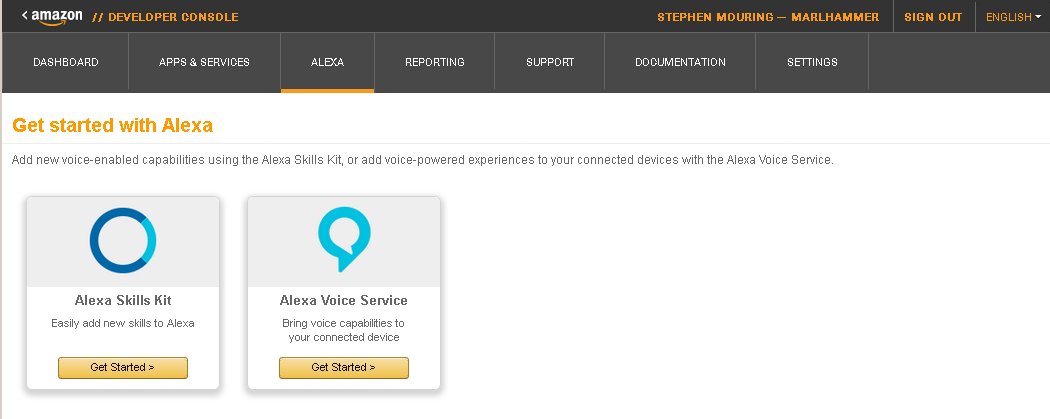 < amazon // DEVELOPER CONSOLE STEPHEN MOURING — MARLHAMMER SIGN OUT ENGLISH
DASHBOARD APPS & SERVICES ALEXA REPORTING SUPPORT DOCUMENTATION SETTINGS
Get started with Alexa
Add new voice-enabled capabilities using the Alexa Skills Kit, or add voice-powered experiences to your connected devices with the Alexa Voice Service.
Alexa Skills Kit
Easily add new skills to Alexa
Get Started >
Alexa Voice Service
Bring voice capabilities to
your connected device
Get Started >